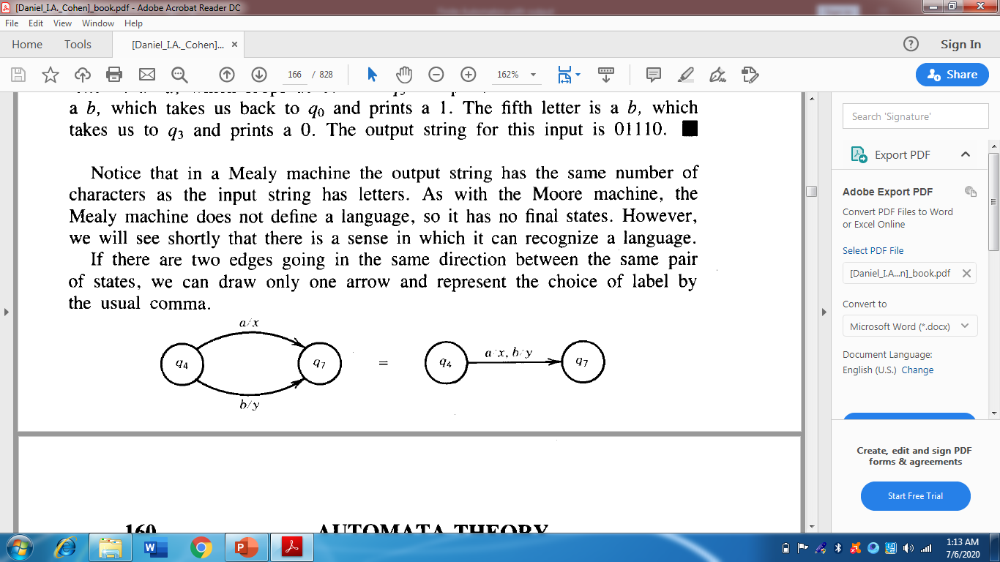 [Daniel_I.A._Cohen]_book.pdf - Adobe Acrobat Reader DC
File Edit View Window Help
Home Tools [Daniel_I.A._Cohen]... × Sign In
166 / 828 162% Share
a b, which takes us back to q0 and prints a 1. The fifth letter is a b, which
takes us to q3 and prints a 0. The output string for this input is 01110. ■
Notice that in a Mealy machine the output string has the same number of
characters as the input string has letters. As with the Moore machine, the
Mealy machine does not define a language, so it has no final states. However,
we will see shortly that there is a sense in which it can recognize a language.
If there are two edges going in the same direction between the same pair
of states, we can draw only one arrow and represent the choice of label by
the usual comma.
a/x
q4 q7 = q4 a/x, b/y q7
b/y
160 AUTOMATA THEORY
Search 'Signature'
Export PDF
Adobe Export PDF
Convert PDF Files to Word
or Excel Online
Select PDF File
[Daniel_I.A...n]_book.pdf
Convert to
Microsoft Word (*.docx)
Document Language:
English (U.S.) Change
Create, edit and sign PDF
forms & agreements
Start Free Trial
1:13 AM
7/6/2020